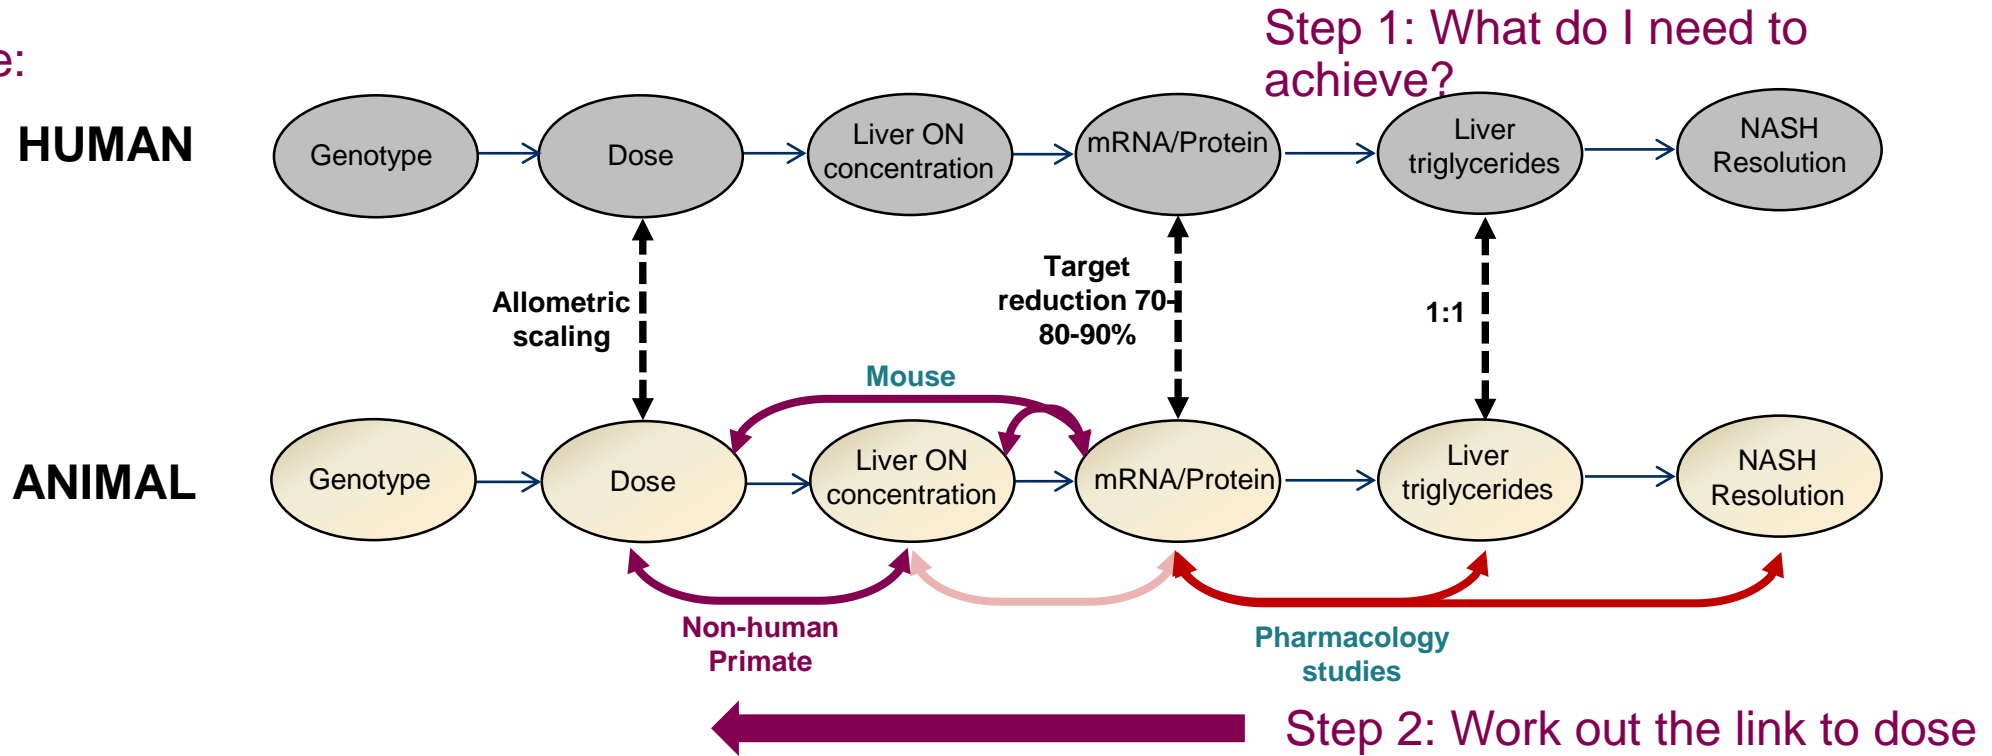 Step 1: What do I need to
achieve?
e:
HUMAN
Genotype
Dose
Liver ON
concentration
mRNA/Protein
Liver
triglycerides
NASH
Resolution
Allometric
scaling
Target
reduction 70-
80-90%
1:1
Mouse
ANIMAL
Genotype
Dose
Liver ON
concentration
mRNA/Protein
Liver
triglycerides
NASH
Resolution
Non-human
Primate
Pharmacology
studies
Step 2: Work out the link to dose